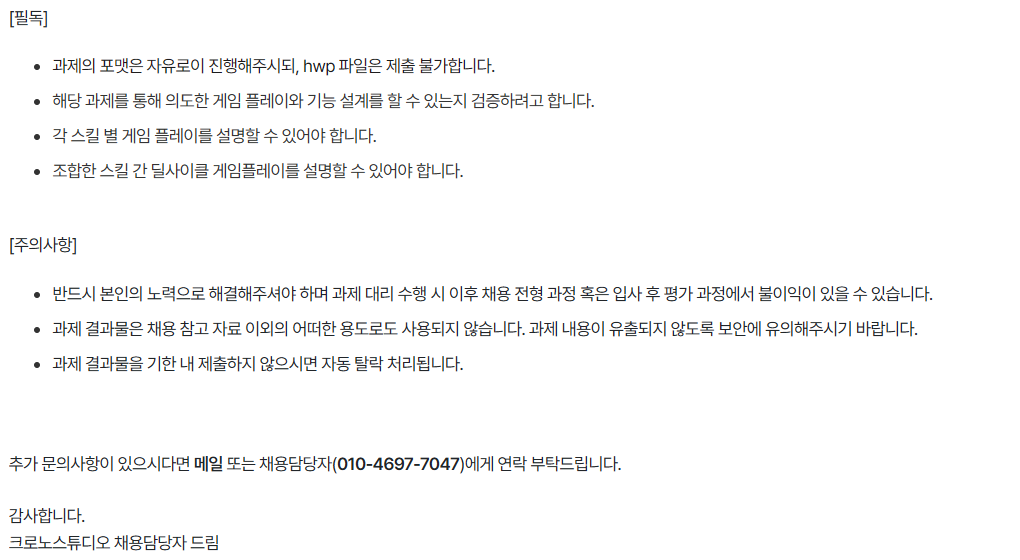 [필독]
과제의 포맷은 자유로이 진행해주시되, hwp 파일은 제출 불가합니다.
해당 과제를 통해 의도한 게임 플레이와 기능 설계를 할 수 있는지 검증하려고 합니다.
각 스킬 별 게임 플레이를 설명할 수 있어야 합니다.
조합한 스킬 간 딜사이클 게임플레이를 설명할 수 있어야 합니다.
[주의사항]
반드시 본인의 노력으로 해결해주셔야 하며 과제 대리 수행 시 이후 채용 전형 과정 혹은 입사 후 평가 과정에서 불이익이 있을 수 있습니다.
과제 결과물은 채용 참고 자료 이외의 어떠한 용도로도 사용되지 않습니다. 과제 내용이 유출되지 않도록 보안에 유의해주시기 바랍니다.
과제 결과물을 기한 내 제출하지 않으시면 자동 탈락 처리됩니다.
추가 문의사항이 있으시다면 메일 또는 채용담당자(010-4697-7047)에게 연락 부탁드립니다.
감사합니다.
크로노스튜디오 채용담당자 드림